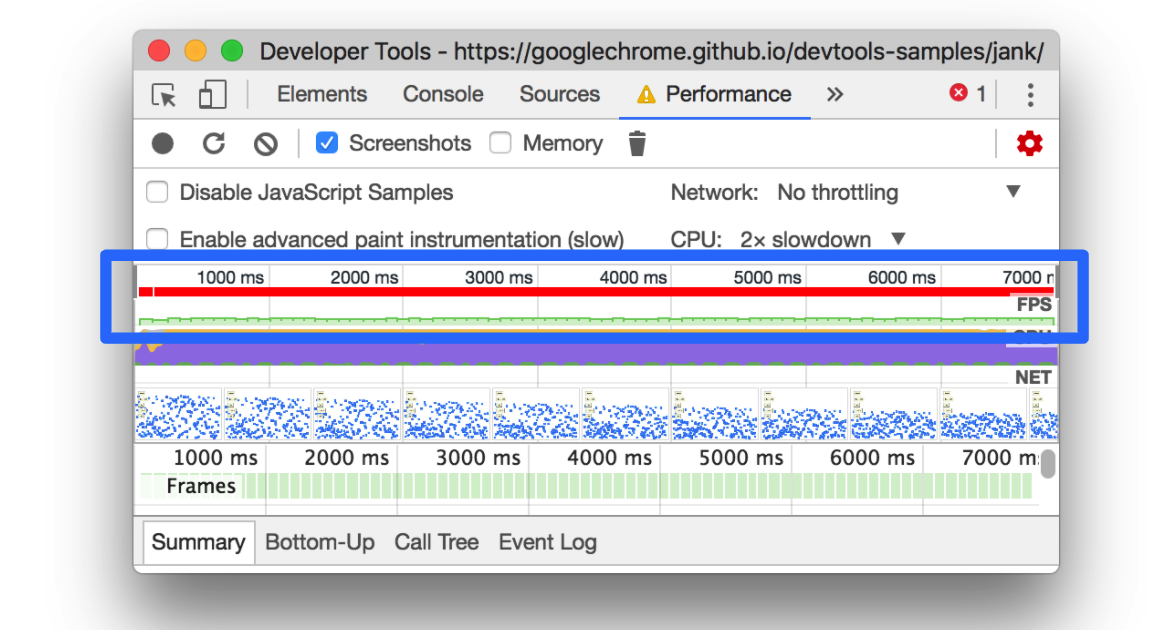 Developer Tools - https://googlechrome.github.io/devtools-samples/jank/
Elements Console Sources Performance » 1
Screenshots Memory
Disable JavaScript Samples Network: No throttling
Enable advanced paint instrumentation (slow) CPU: 2× slowdown
1000 ms 2000 ms 3000 ms 4000 ms 5000 ms 6000 ms 7000 m
FPS
CPU
NET
1000 ms 2000 ms 3000 ms 4000 ms 5000 ms 6000 ms 7000 m
Frames
Summary Bottom-Up Call Tree Event Log